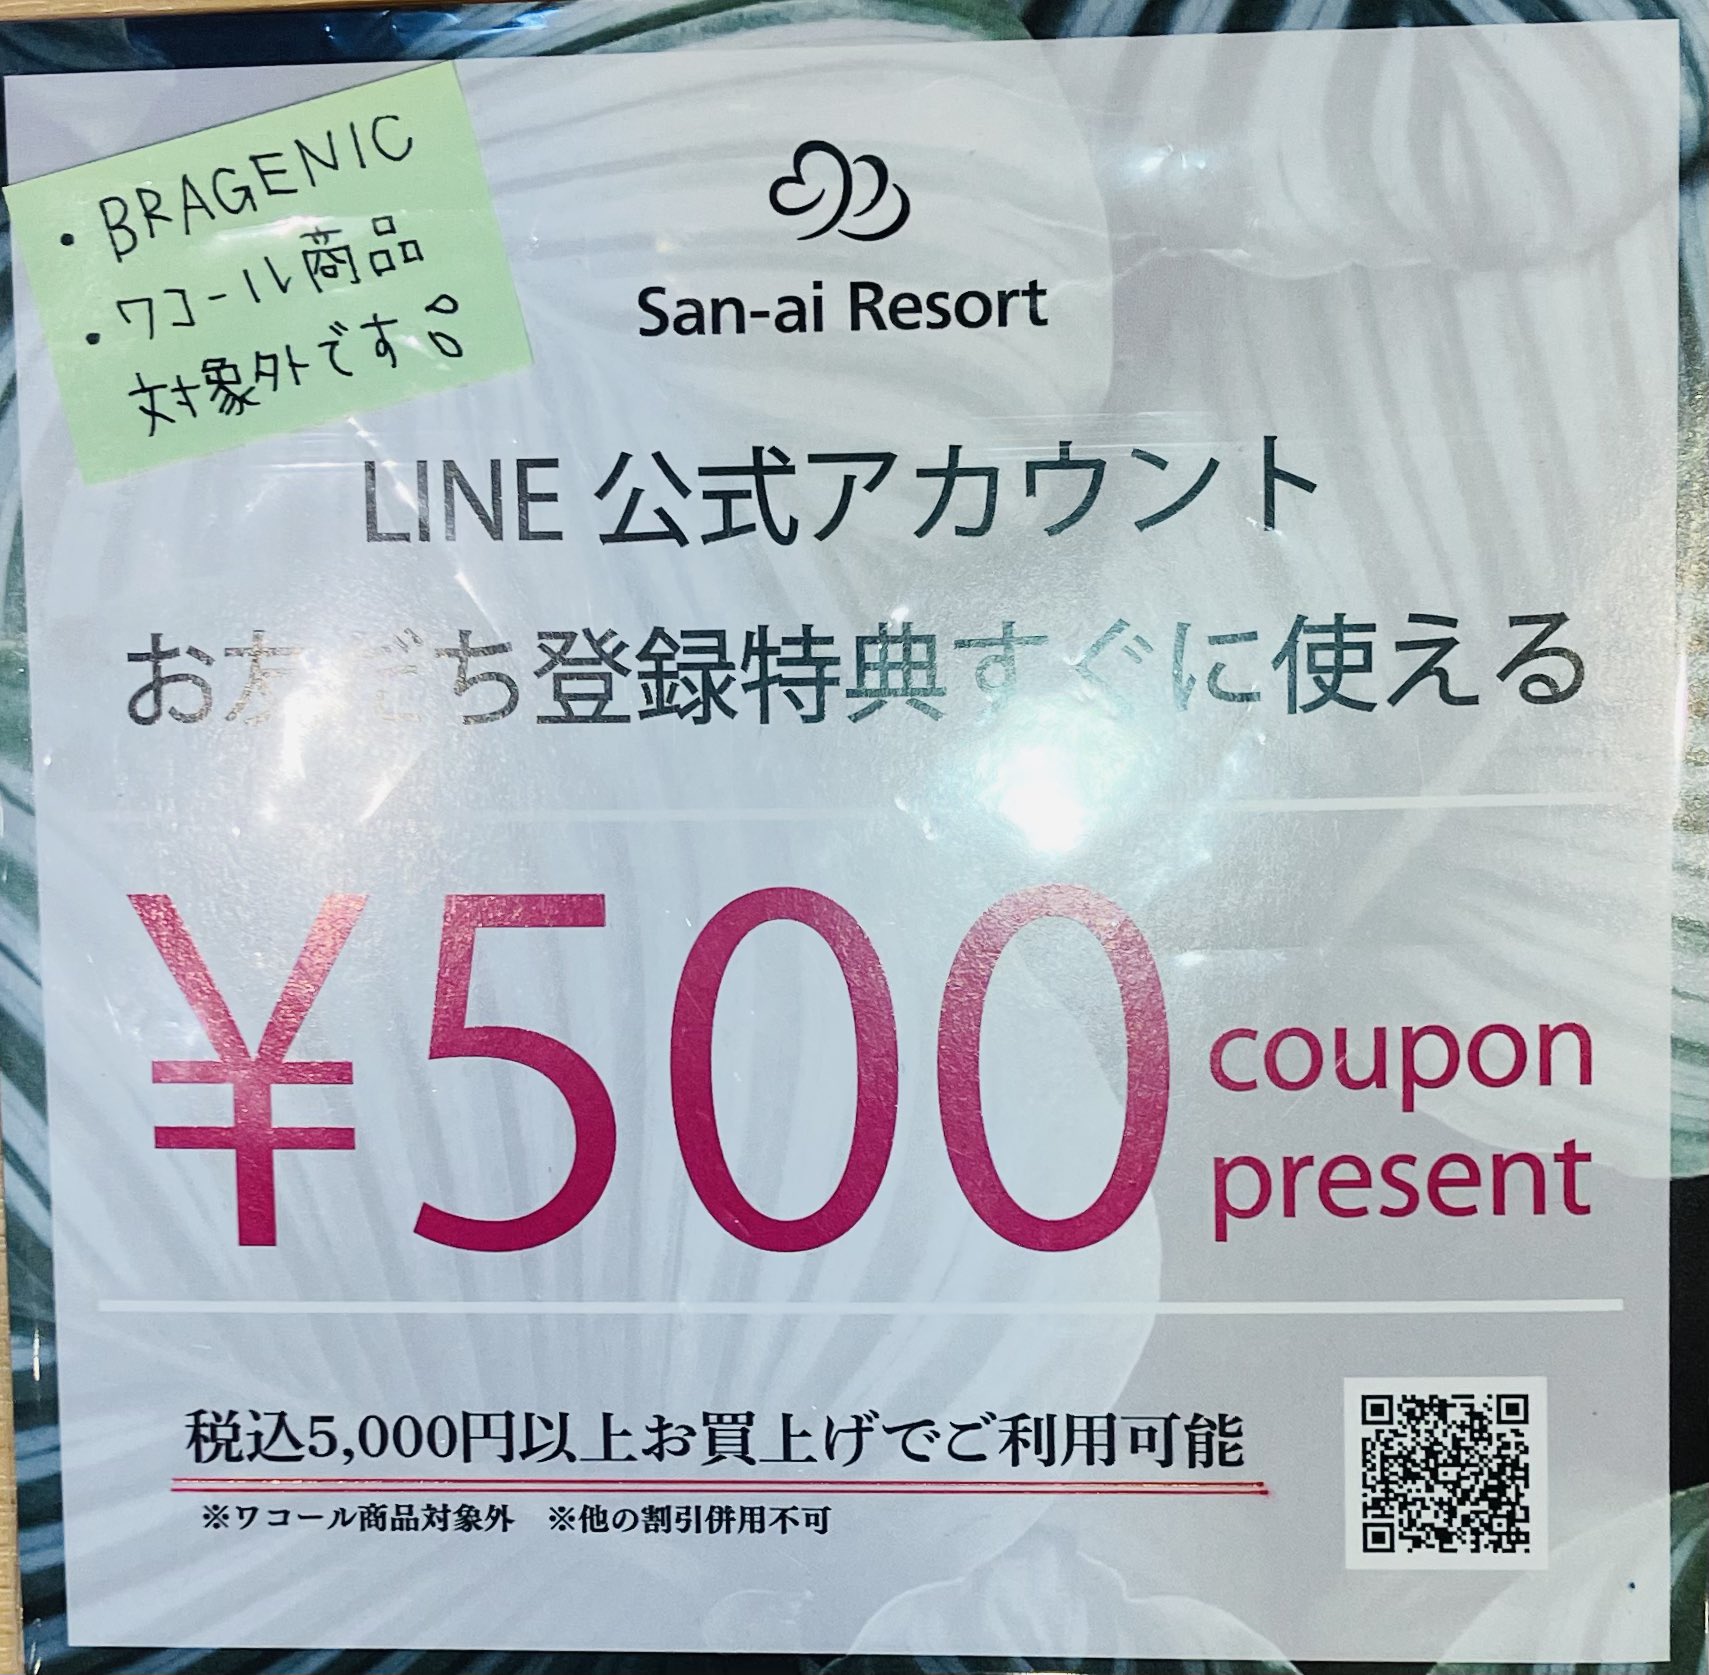 ・BRAGENIC
・ワコール商品
対象外です
San-ai Resort
LINE 公式アカウント
お友だち登録特典すぐに使える
¥500
coupon
present
税込5,000円以上お買上げでご利用可能
※ワコール商品対象外　※他の割引併用不可